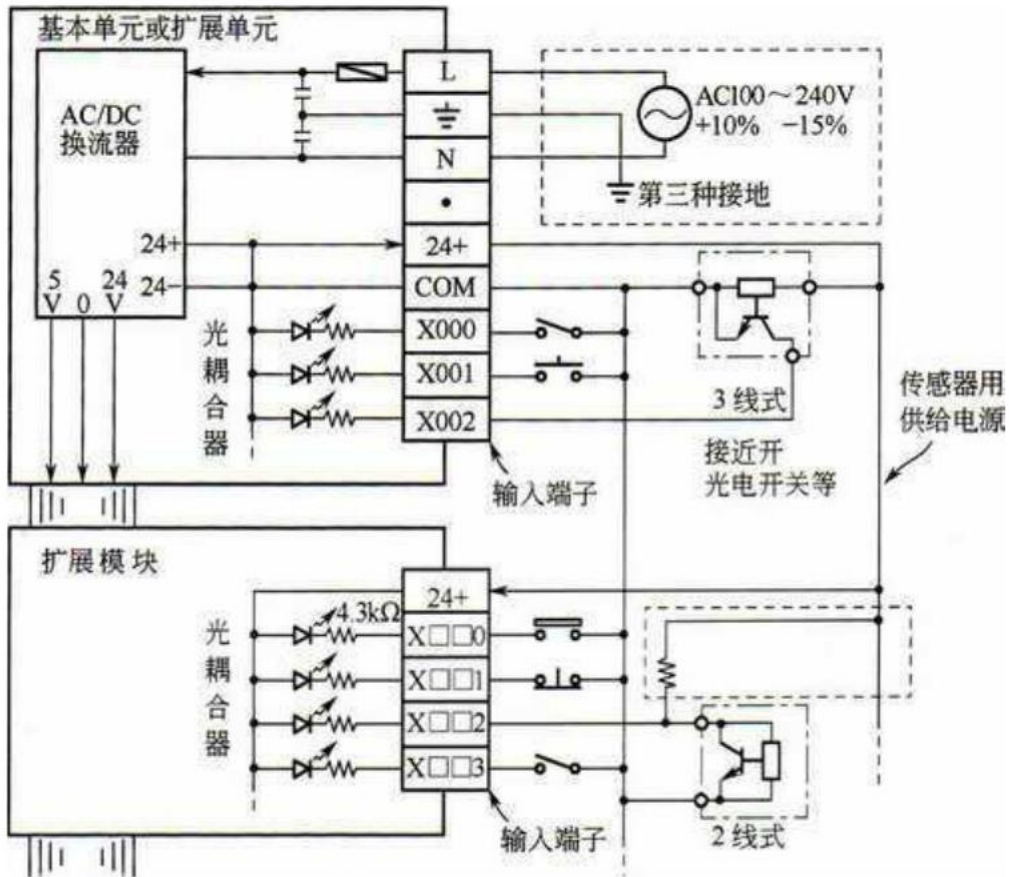 基本单元或扩展单元
AC/DC
换流器
L
N
•
24+
COM
X000
X001
X002
24+
24−
5
V
0
24
V
光耦合器
AC100～240V
+10% −15%
第三种接地
3线式
接近开
光电开关等
传感器用
供给电源
输入端子
扩展模块
光耦合器
4.3kΩ
24+
X□□0
X□□1
X□□2
X□□3
输入端子
2线式